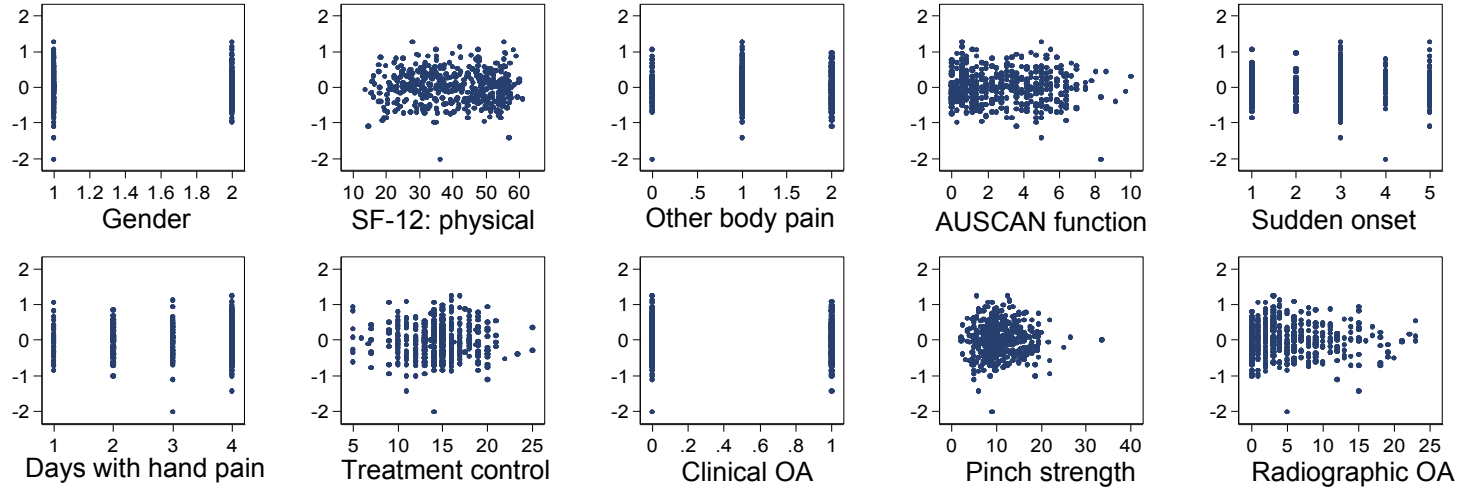 2
1
0
-1
-2
1 1.2 1.4 1.6 1.8 2
Gender
2
1
0
-1
-2
10 20 30 40 50 60
SF-12: physical
2
1
0
-1
-2
0 .5 1 1.5 2
Other body pain
2
1
0
-1
-2
0 2 4 6 8 10
AUSCAN function
2
1
0
-1
-2
1 2 3 4 5
Sudden onset
2
1
0
-1
-2
1 2 3 4
Days with hand pain
2
1
0
-1
-2
5 10 15 20 25
Treatment control
2
1
0
-1
-2
0 .2 .4 .6 .8 1
Clinical OA
2
1
0
-1
-2
0 10 20 30 40
Pinch strength
2
1
0
-1
-2
0 5 10 15 20 25
Radiographic OA